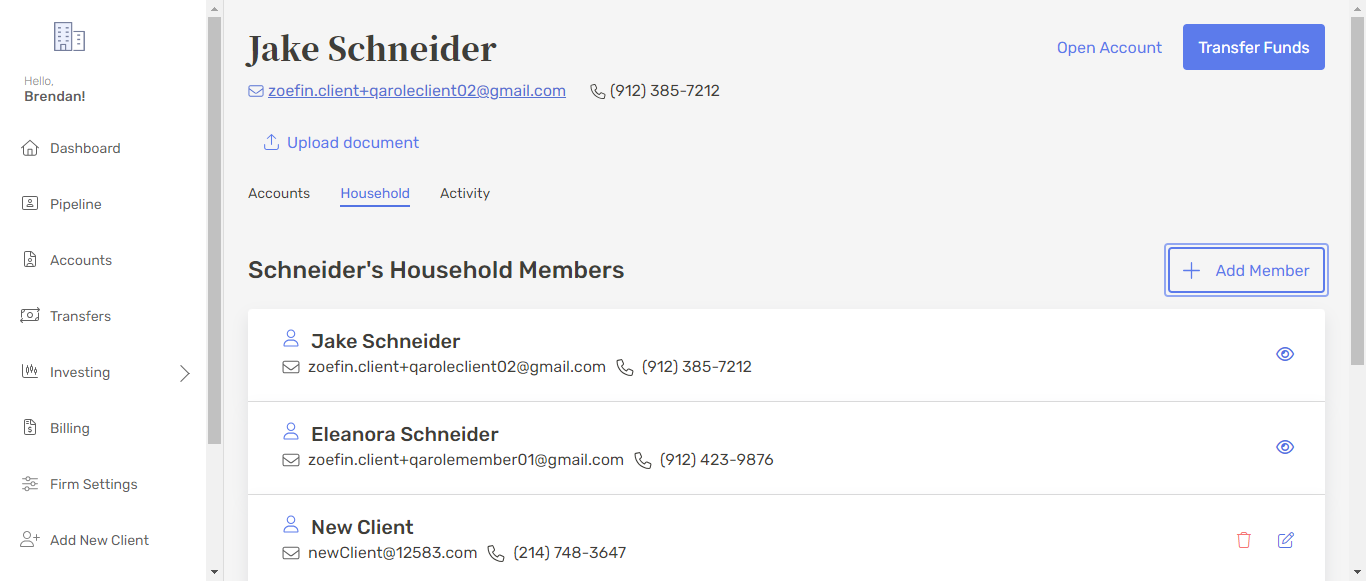 Hello,
Brendan!
Dashboard
Pipeline
Accounts
Transfers
Investing
Billing
Firm Settings
Add New Client
Jake Schneider
Open Account
Transfer Funds
zoefin.client+qaroleclient02@gmail.com (912) 385-7212
Upload document
Accounts Household Activity
Schneider's Household Members
Add Member
Jake Schneider
zoefin.client+qaroleclient02@gmail.com (912) 385-7212
Eleanora Schneider
zoefin.client+qarolemember01@gmail.com (912) 423-9876
New Client
newClient@12583.com (214) 748-3647